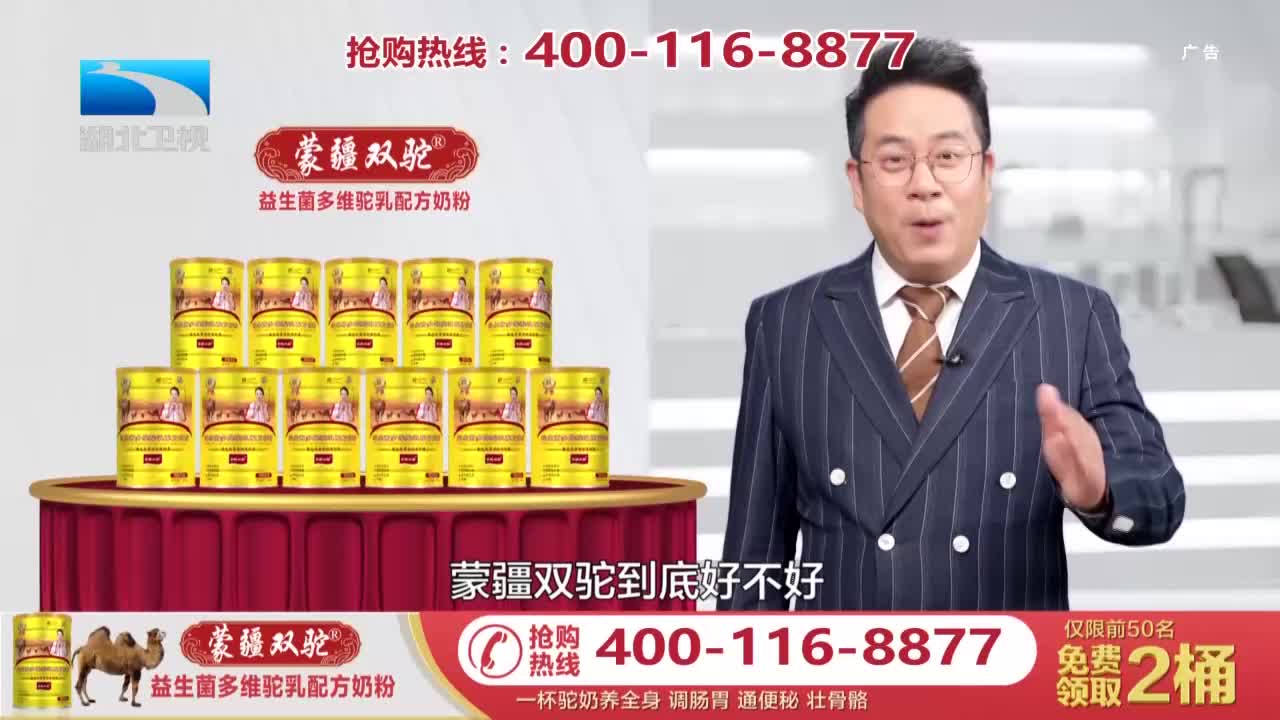 抢购热线：400-116-8877
广告
湖北卫视
蒙疆双驼®
益生菌多维驼乳配方奶粉
蒙疆双驼到底好不好
蒙疆双驼®
益生菌多维驼乳配方奶粉
抢购热线
400-116-8877
一杯驼奶养全身 调肠胃 通便秘 壮骨骼
仅限前50名
免费领取2桶